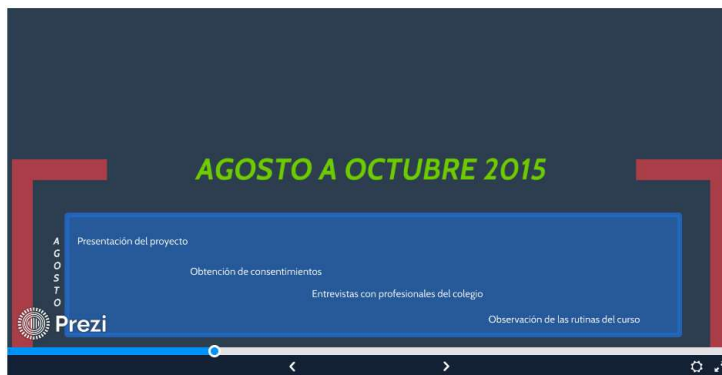 AGOSTO A OCTUBRE 2015
AGOSTO
Presentación del proyecto
Obtención de consentimientos
Entrevistas con profesionales del colegio
Observación de las rutinas del curso
Prezi